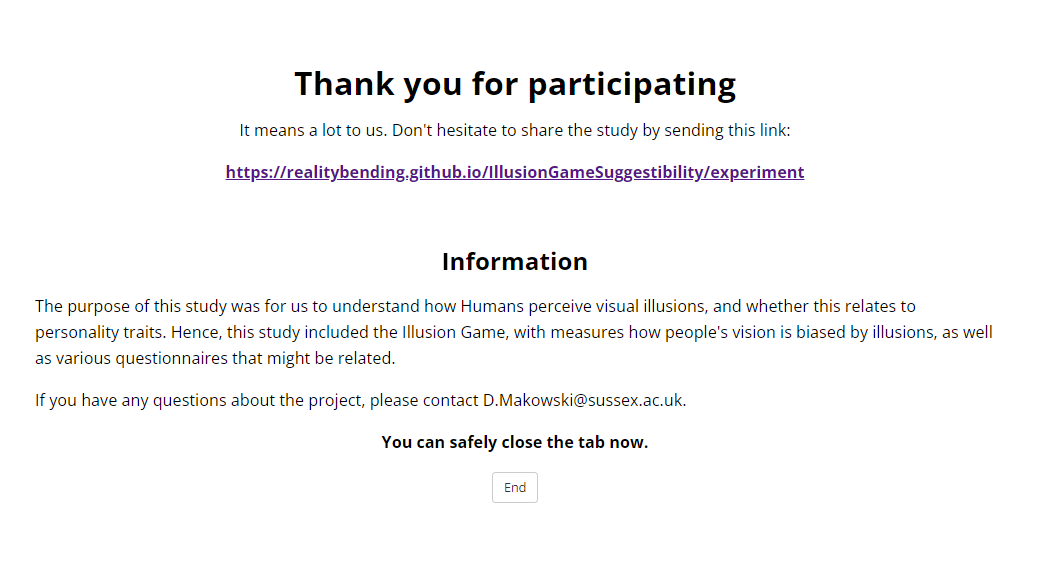 Thank you for participating
It means a lot to us. Don't hesitate to share the study by sending this link:
https://realitybending.github.io/IllusionGameSuggestibility/experiment
Information
The purpose of this study was for us to understand how Humans perceive visual illusions, and whether this relates to
personality traits. Hence, this study included the Illusion Game, with measures how people's vision is biased by illusions, as well
as various questionnaires that might be related.
If you have any questions about the project, please contact D.Makowski@sussex.ac.uk.
You can safely close the tab now.
End